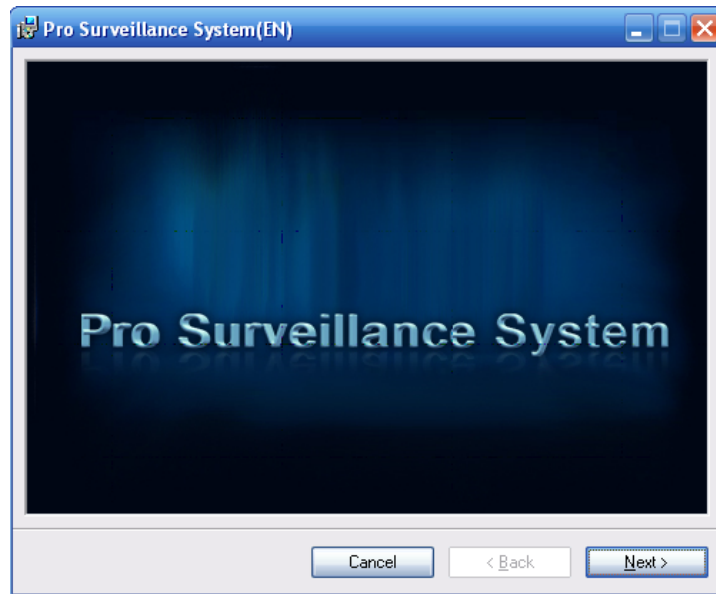 Pro Surveillance System(EN)
Pro Surveillance System
Cancel
< Back
Next >